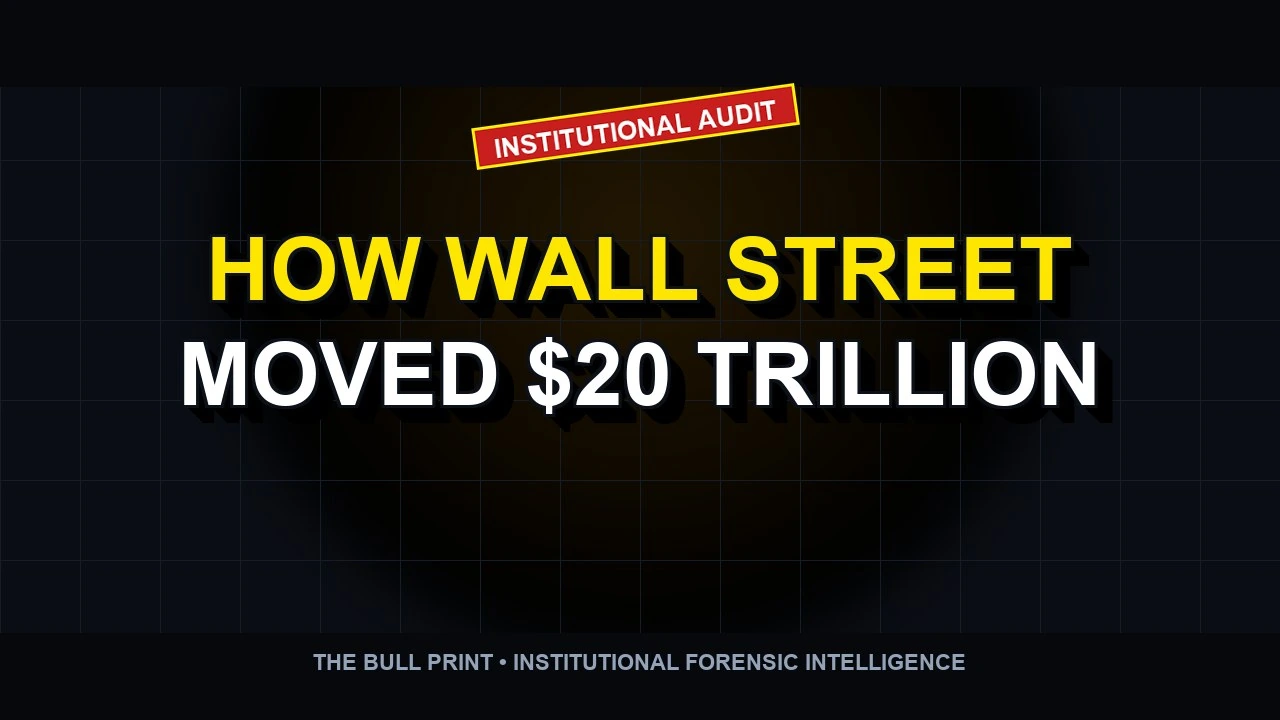 INSTITUTIONAL AUDIT
HOW WALL STREET
MOVED $20 TRILLION
THE BULL PRINT • INSTITUTIONAL FORENSIC INTELLIGENCE